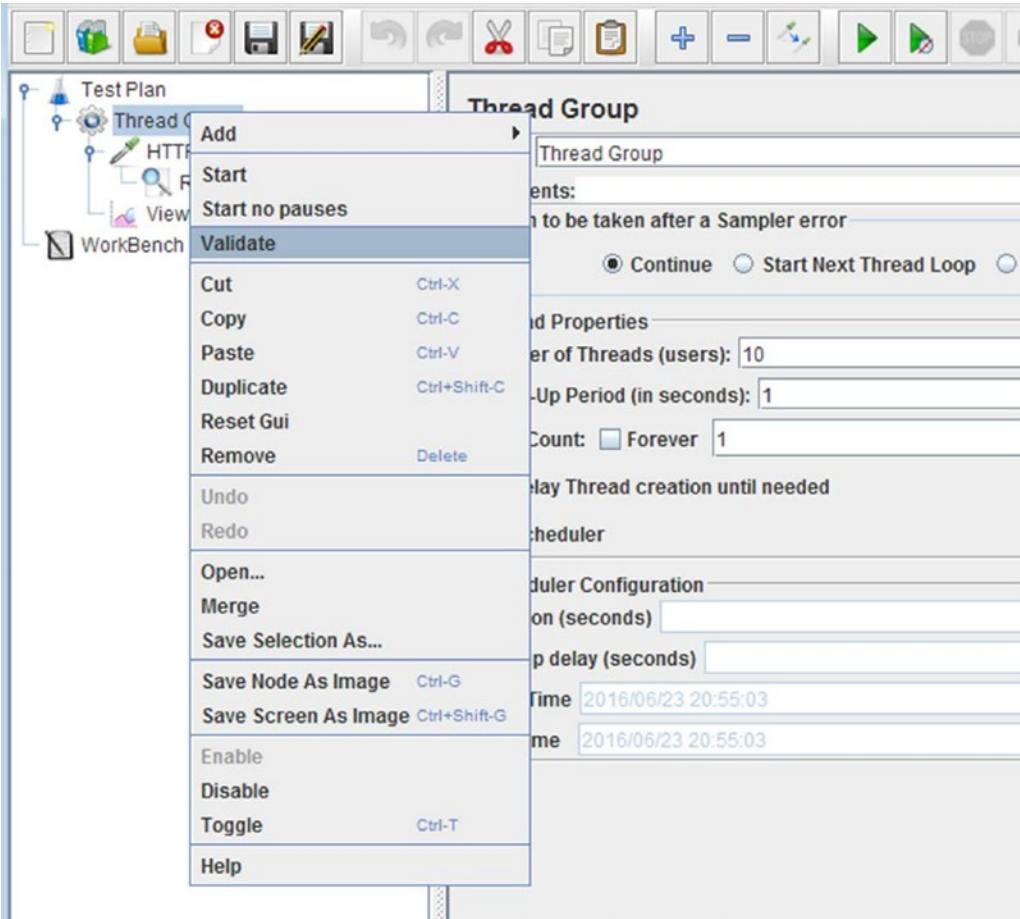 STOP
Test Plan
Thread
HTT
View
WorkBench
Add
Start
Start no pauses
Validate
Cut Ctrl-X
Copy Ctrl-C
Paste Ctrl-V
Duplicate Ctrl+Shift-C
Reset Gui
Remove Delete
Undo
Redo
Open...
Merge
Save Selection As...
Save Node As Image Ctrl-G
Save Screen As Image Ctrl+Shift-G
Enable
Disable
Toggle Ctrl-T
Help
Thread Group
Thread Group
ents:
n to be taken after a Sampler error
Continue Start Next Thread Loop
d Properties
er of Threads (users): 10
-Up Period (in seconds): 1
Count: Forever 1
lay Thread creation until needed
heduler
duler Configuration
on (seconds)
p delay (seconds)
Time 2016/06/23 20:55:03
me 2016/06/23 20:55:03